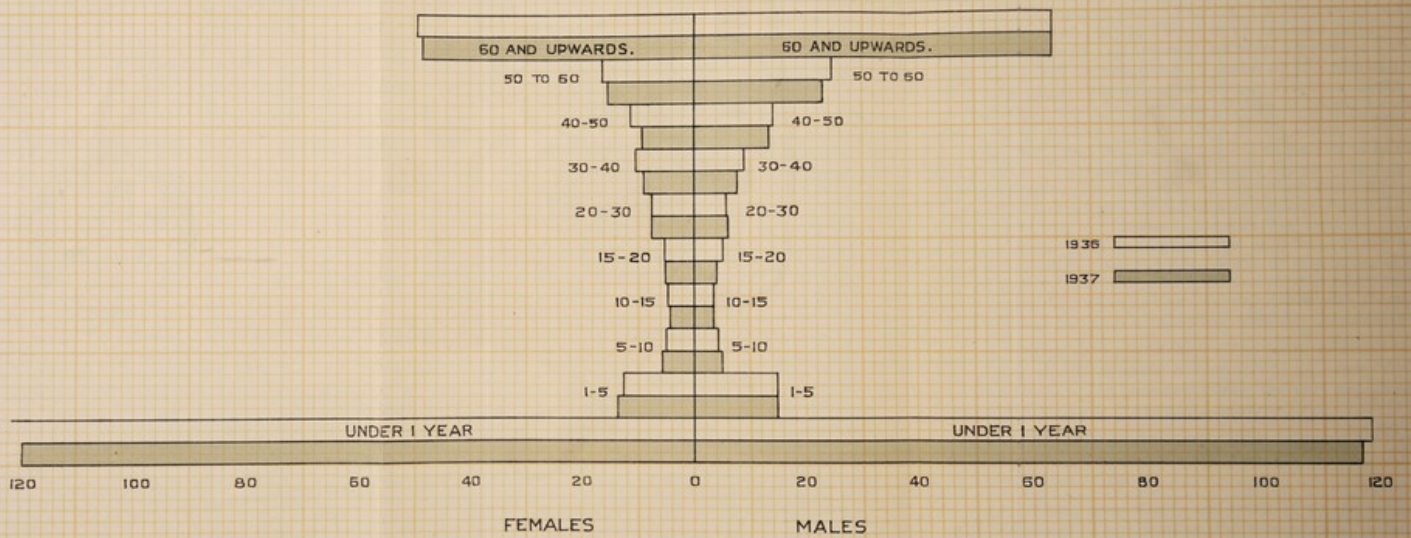 60 AND UPWARDS. 60 AND UPWARDS.
50 TO 60 50 TO 60
40-50 40-50
30-40 30-40
20-30 20-30
1936
15-20 15-20
1937
10-15 10-15
5-10 5-10
1-5 1-5
UNDER 1 YEAR UNDER 1 YEAR
120 100 80 60 40 20 0 20 40 60 80 100 120
FEMALES MALES